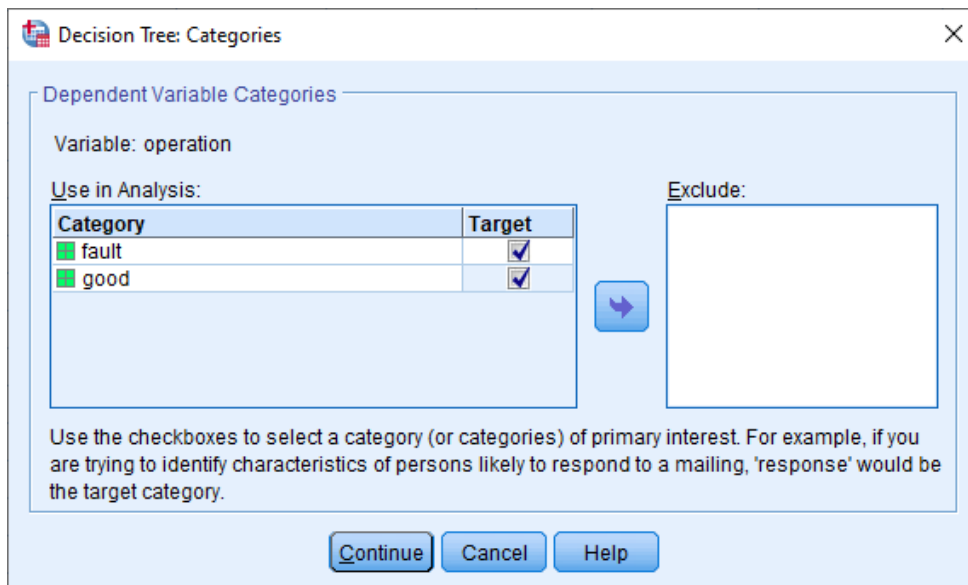 Decision Tree: Categories
Dependent Variable Categories
Variable: operation
Use in Analysis:
Exclude:
Category Target
fault
good
Use the checkboxes to select a category (or categories) of primary interest. For example, if you
are trying to identify characteristics of persons likely to respond to a mailing, 'response' would be
the target category.
Continue Cancel Help